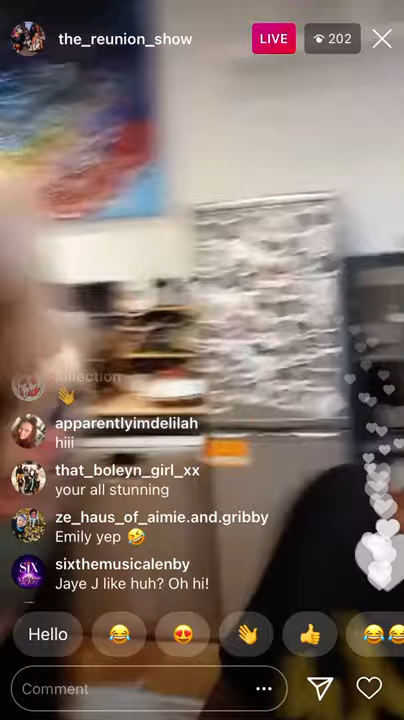 the_reunion_show
LIVE
202
ollection
👋
apparentlyimdelilah
hiii
that_boleyn_girl_xx
your all stunning
ze_haus_of_aimie.and.gribby
Emily yep 🤣
sixthemusicalenby
Jaye J like huh? Oh hi!
Hello 😂 😍 👋 👍 😂😂
Comment